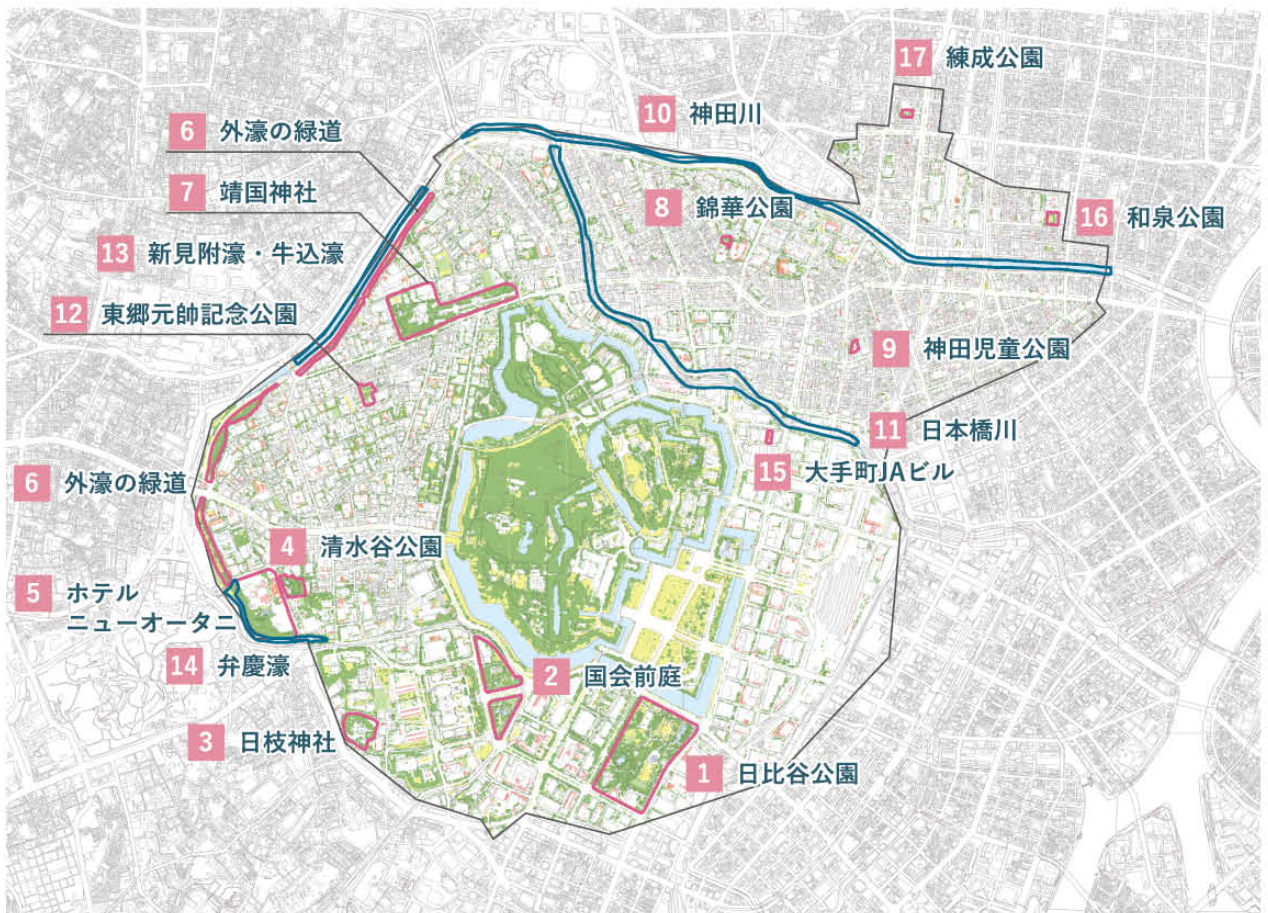 17 練成公園
10 神田川
6 外濠の緑道
7 靖国神社
8 錦華公園
16 和泉公園
13 新見附濠・牛込濠
12 東郷元帥記念公園
9 神田児童公園
11 日本橋川
15 大手町JAビル
6 外濠の緑道
4 清水谷公園
5 ホテル
ニューオータニ
14 弁慶濠
2 国会前庭
3 日枝神社
1 日比谷公園